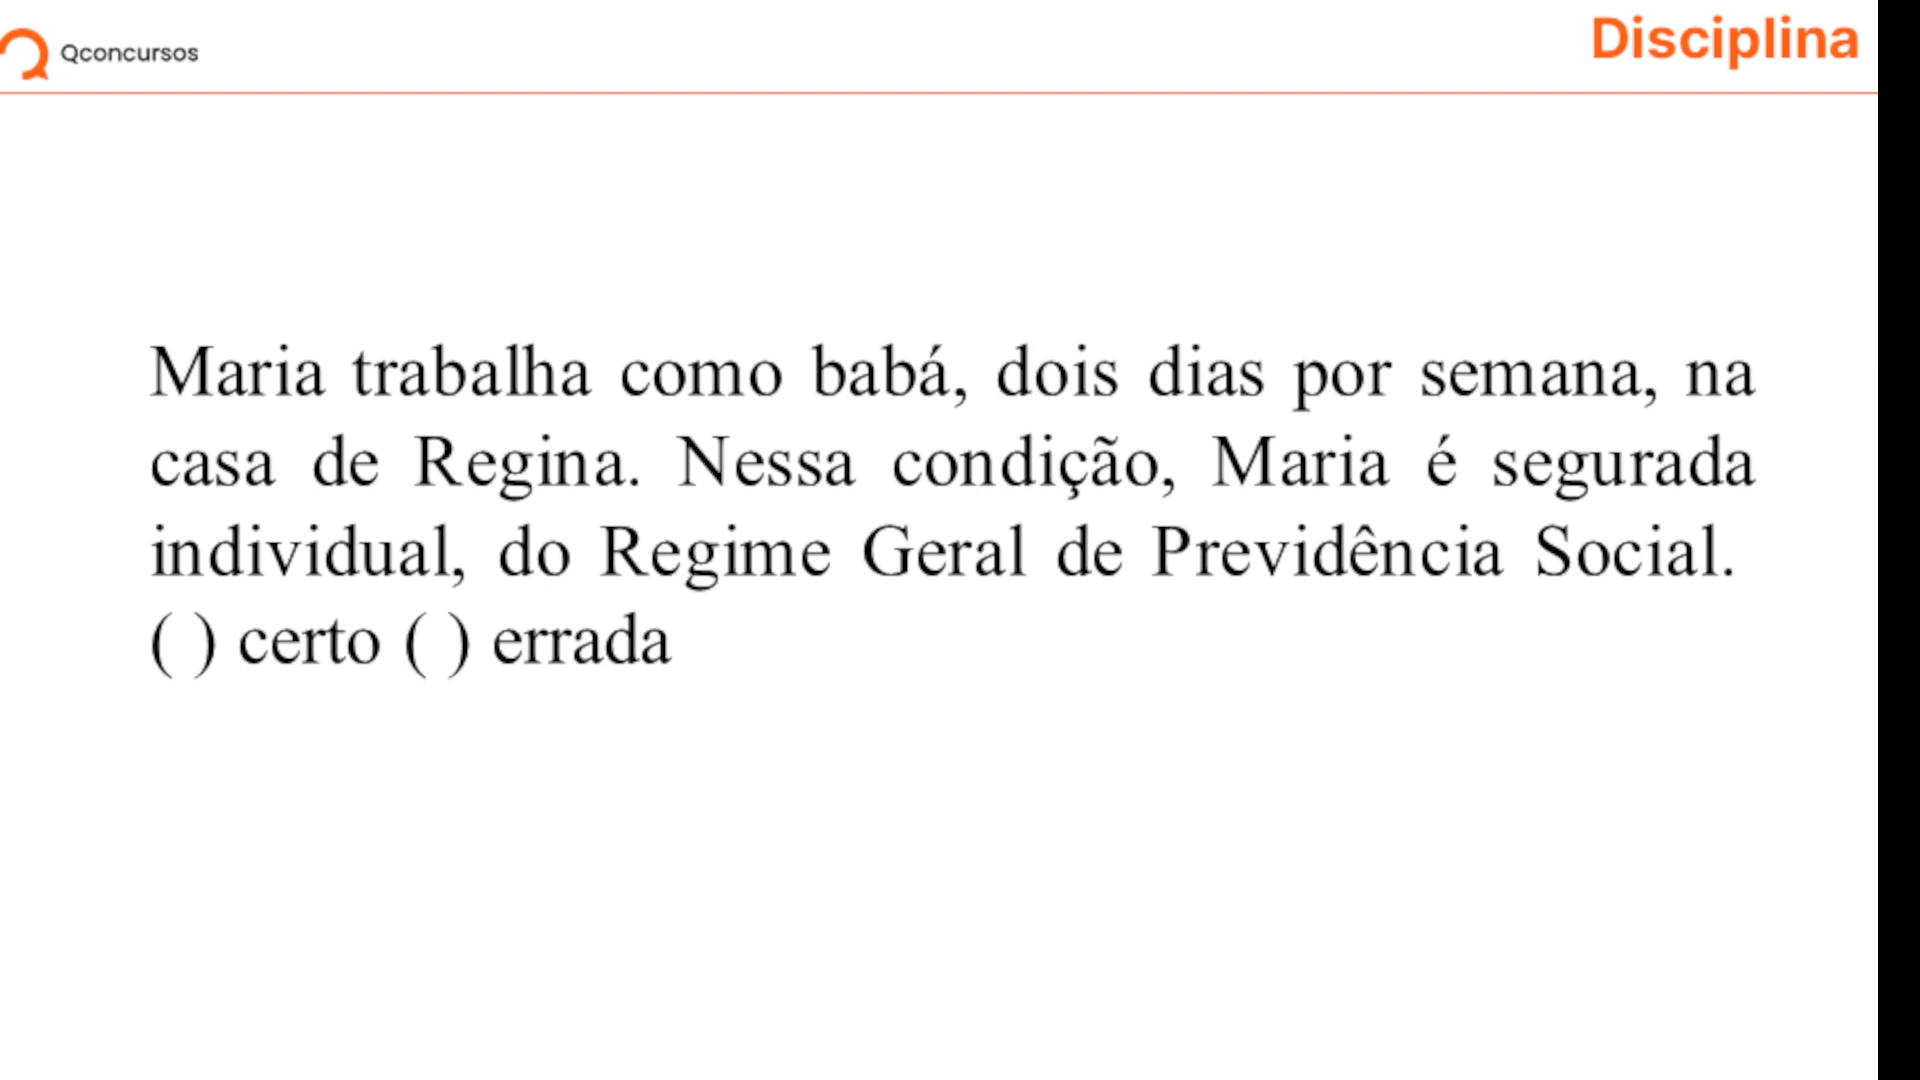 Qconcursos
Disciplina
Maria trabalha como babá, dois dias por semana, na
casa de Regina. Nessa condição, Maria é segurada
individual, do Regime Geral de Previdência Social.
( ) certo ( ) errada